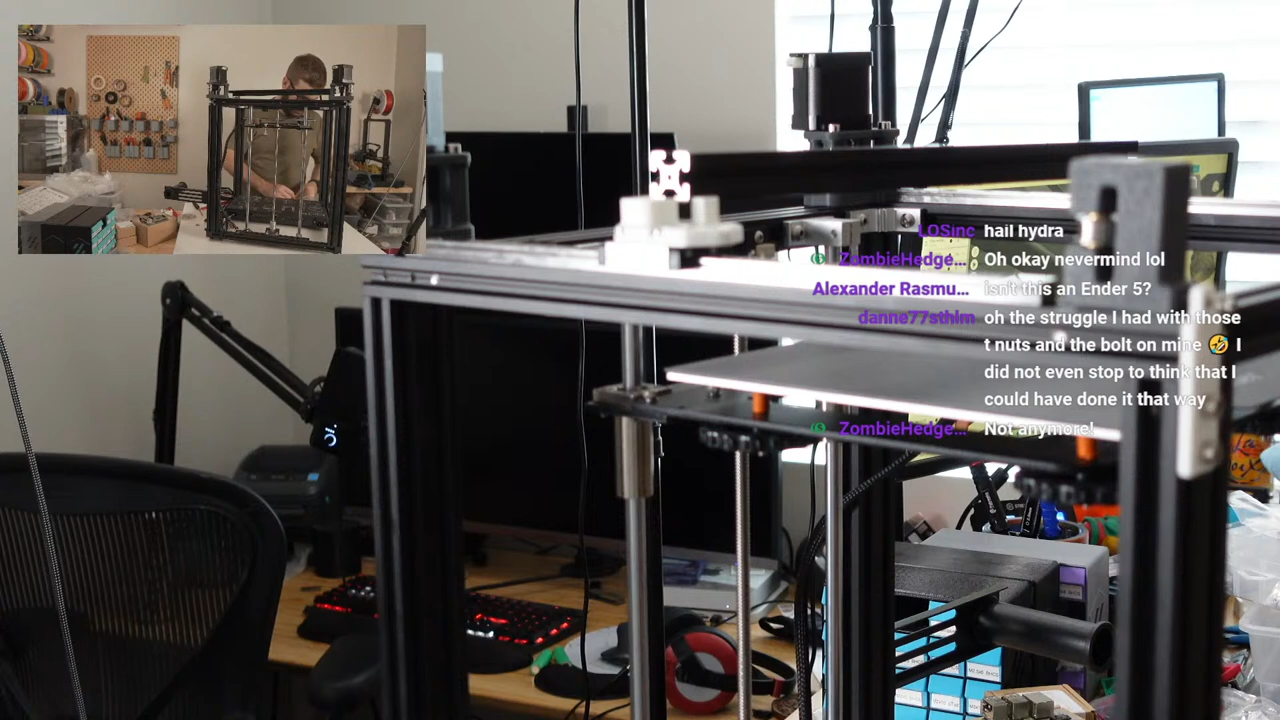 LOSinc hail hydra
ZombieHedge... Oh okay nevermind lol
Alexander Rasmu... Isn't this an Ender 5?
danne77sthlm oh the struggle I had with those
t nuts and the bolt on mine 🤣 I
did not even stop to think that I
could have done it that way
ZombieHedge... Not anymore!